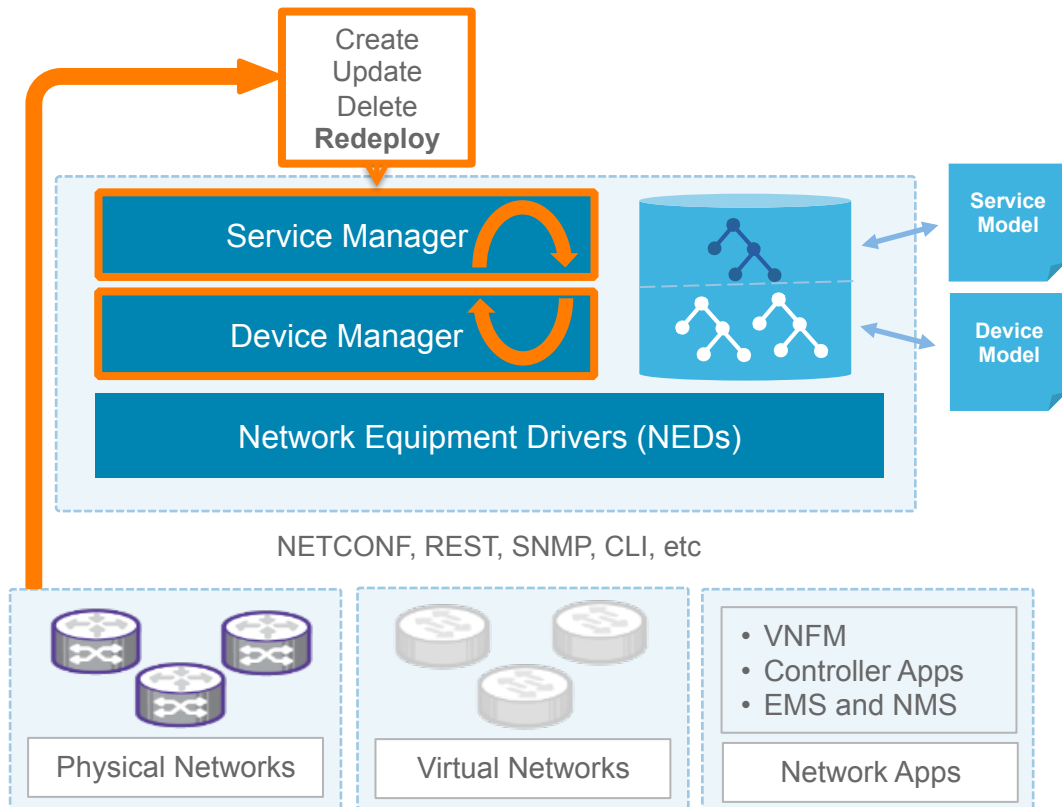 Create
Update
Delete
Redeploy
Service Manager
Service
Model
Device Manager
Device
Model
Network Equipment Drivers (NEDs)
NETCONF, REST, SNMP, CLI, etc
Physical Networks
Virtual Networks
• VNFM
• Controller Apps
• EMS and NMS
Network Apps